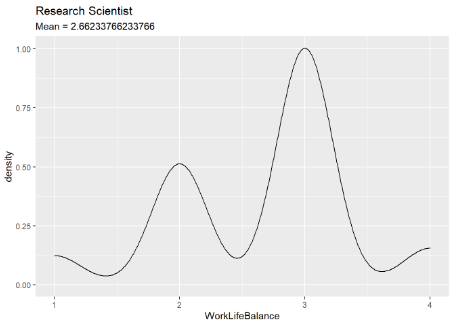 Research Scientist
Mean = 2.66233766233766
1.00
0.75
0.50
0.25
0.00
density
1 2 3 4
WorkLifeBalance